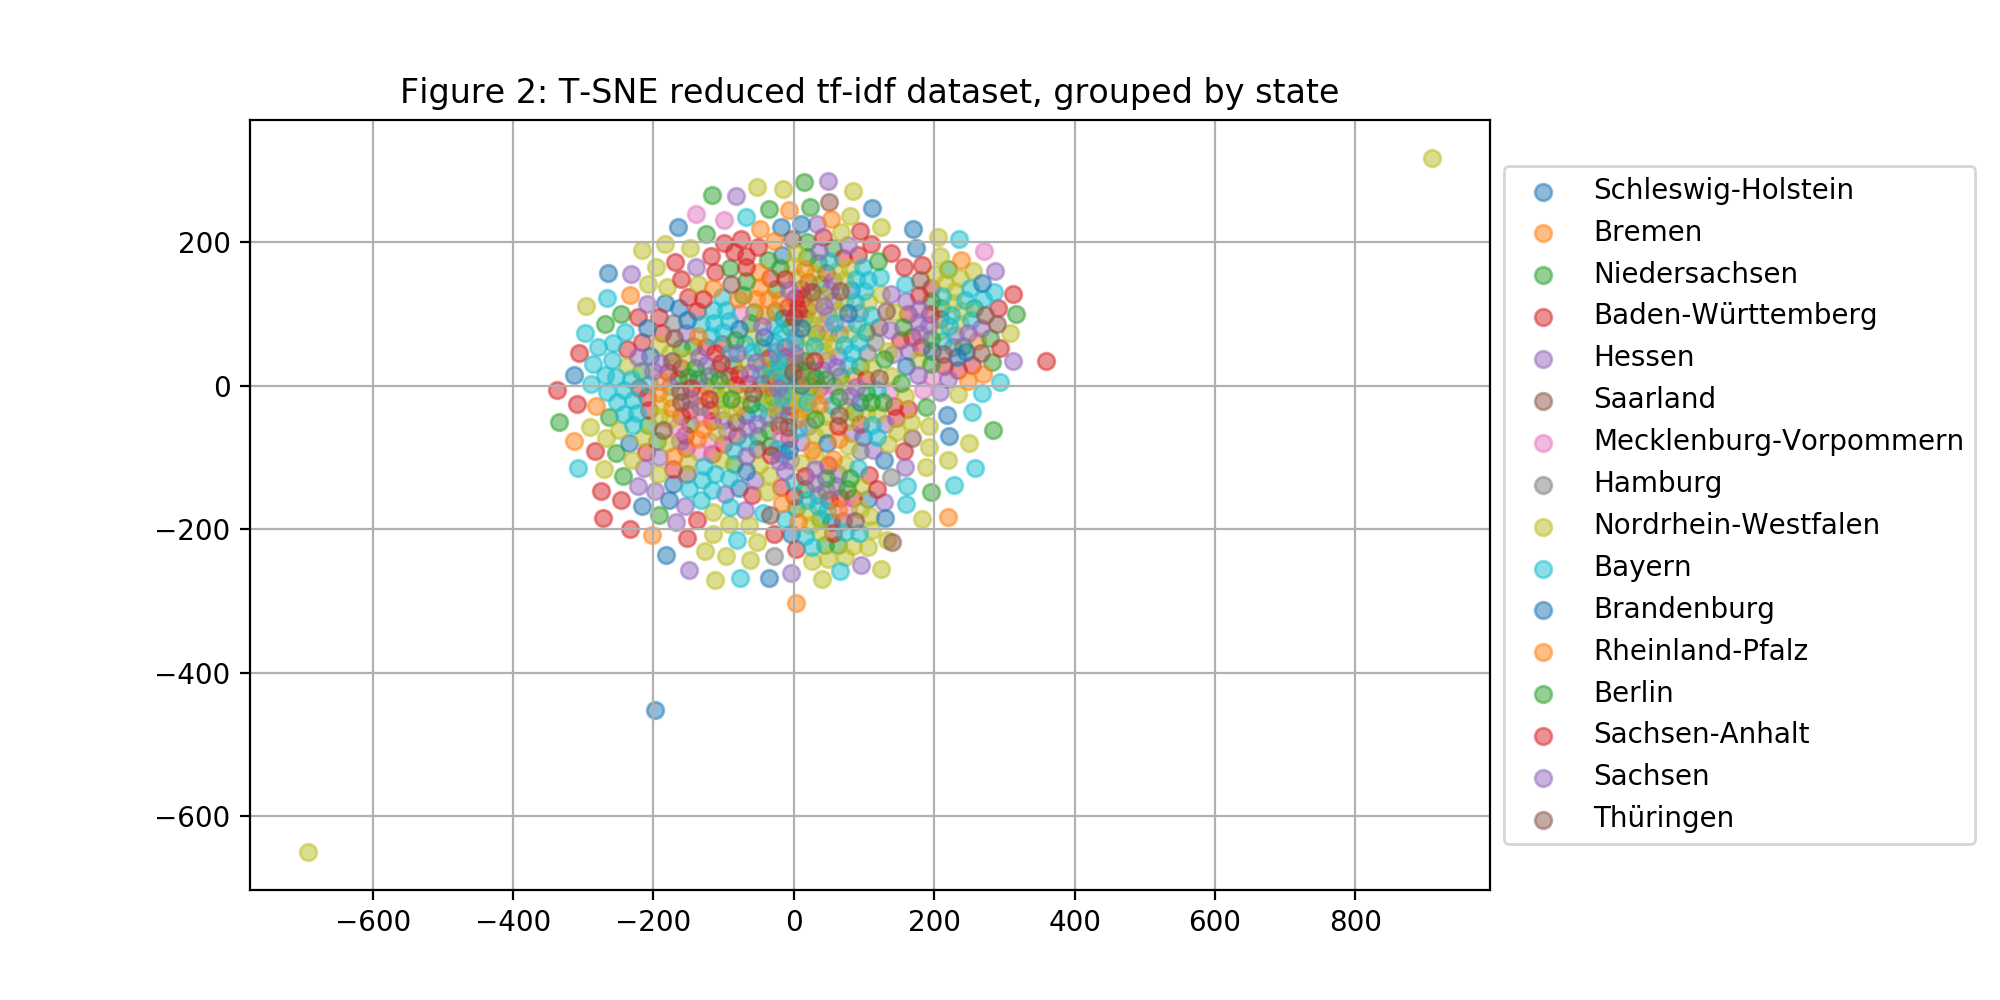 Figure 2: T-SNE reduced tf-idf dataset, grouped by state
200
0
−200
−400
−600
−600
−400
−200
0
200
400
600
800
Schleswig-Holstein
Bremen
Niedersachsen
Baden-Württemberg
Hessen
Saarland
Mecklenburg-Vorpommern
Hamburg
Nordrhein-Westfalen
Bayern
Brandenburg
Rheinland-Pfalz
Berlin
Sachsen-Anhalt
Sachsen
Thüringen